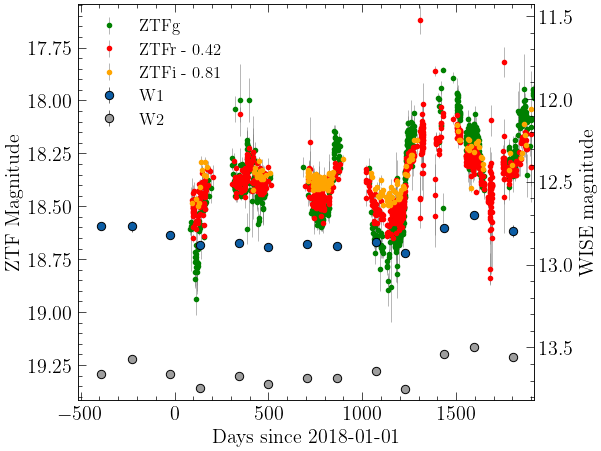 ZTFg
ZTFr - 0.42
ZTFi - 0.81
W1
W2
ZTF Magnitude
17.75
18.00
18.25
18.50
18.75
19.00
19.25
WISE magnitude
11.5
12.0
12.5
13.0
13.5
−500
0
500
1000
1500
Days since 2018-01-01